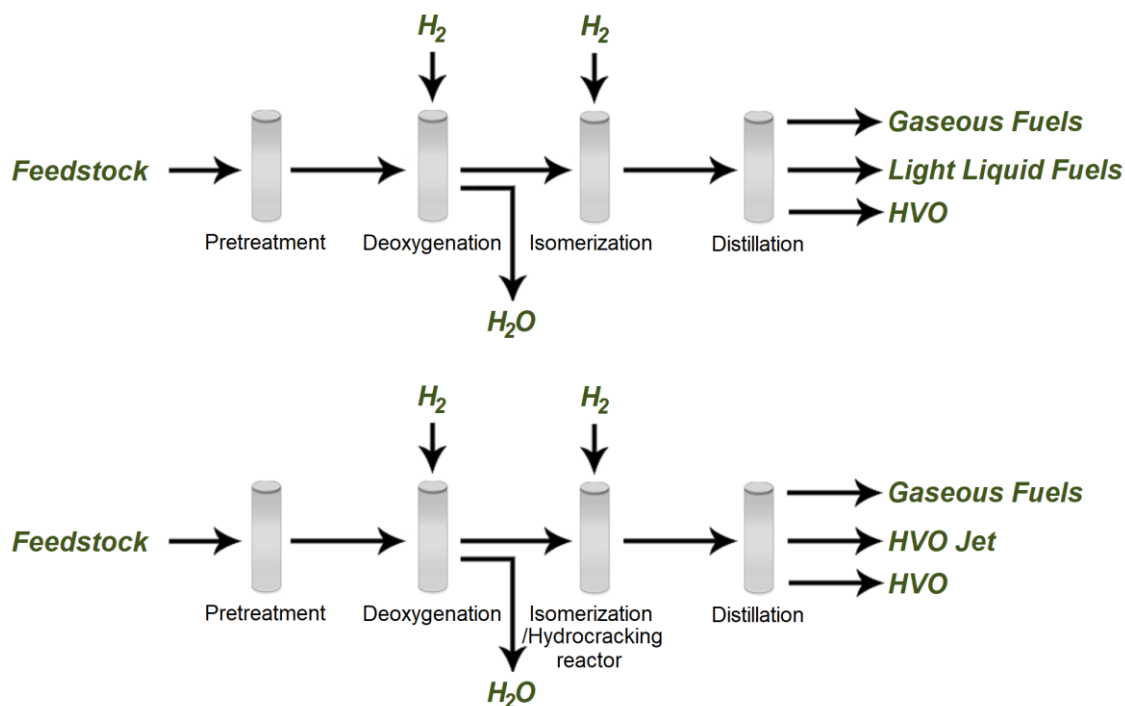 H2
H2
Gaseous Fuels
Feedstock
Light Liquid Fuels
HVO
Pretreatment
Deoxygenation
Isomerization
Distillation
H2O
H2
H2
Gaseous Fuels
Feedstock
HVO Jet
HVO
Pretreatment
Deoxygenation
Isomerization
/Hydrocracking
reactor
Distillation
H2O